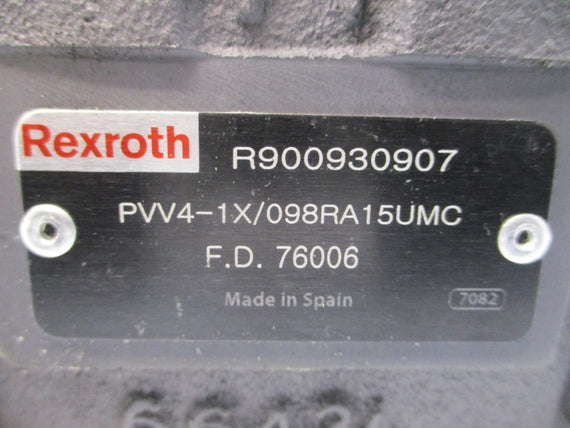 Rexroth
R900930907
PVV4-1X/098RA15UMC
F.D. 76006
Made in Spain
7082